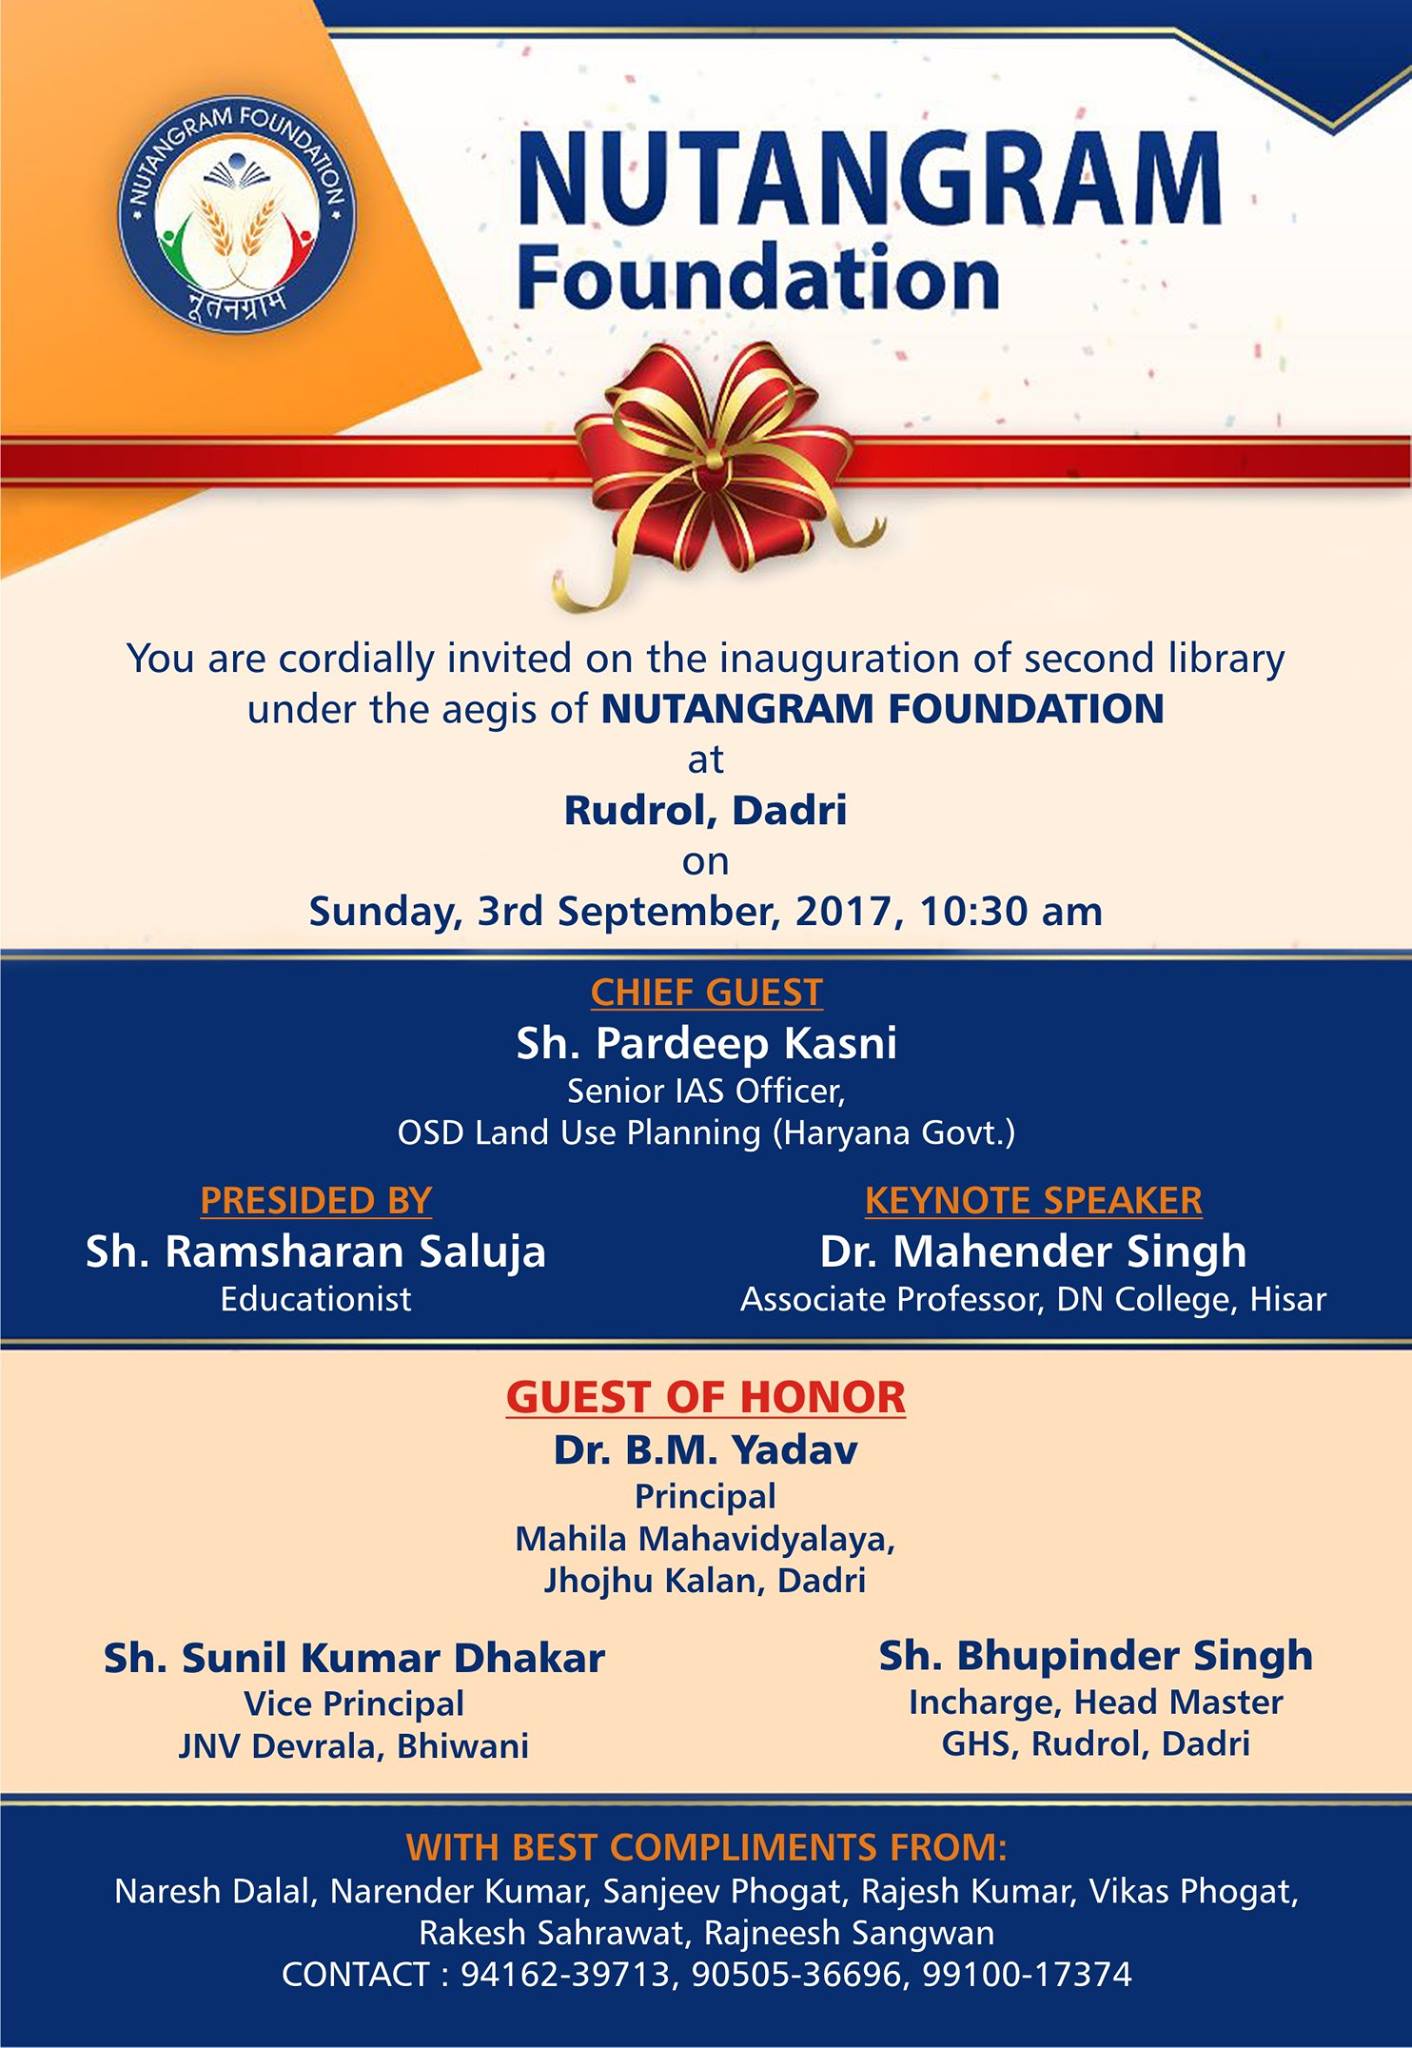 NUTANGRAM FOUNDATION
नूतनग्राम
NUTANGRAM
Foundation
You are cordially invited on the inauguration of second library
under the aegis of NUTANGRAM FOUNDATION
at
Rudrol, Dadri
on
Sunday, 3rd September, 2017, 10:30 am
CHIEF GUEST
Sh. Pardeep Kasni
Senior IAS Officer,
OSD Land Use Planning (Haryana Govt.)
PRESIDED BY
Sh. Ramsharan Saluja
Educationist
KEYNOTE SPEAKER
Dr. Mahender Singh
Associate Professor, DN College, Hisar
GUEST OF HONOR
Dr. B.M. Yadav
Principal
Mahila Mahavidyalaya,
Jhojhu Kalan, Dadri
Sh. Sunil Kumar Dhakar
Vice Principal
JNV Devrala, Bhiwani
Sh. Bhupinder Singh
Incharge, Head Master
GHS, Rudrol, Dadri
WITH BEST COMPLIMENTS FROM:
Naresh Dalal, Narender Kumar, Sanjeev Phogat, Rajesh Kumar, Vikas Phogat,
Rakesh Sahrawat, Rajneesh Sangwan
CONTACT : 94162-39713, 90505-36696, 99100-17374